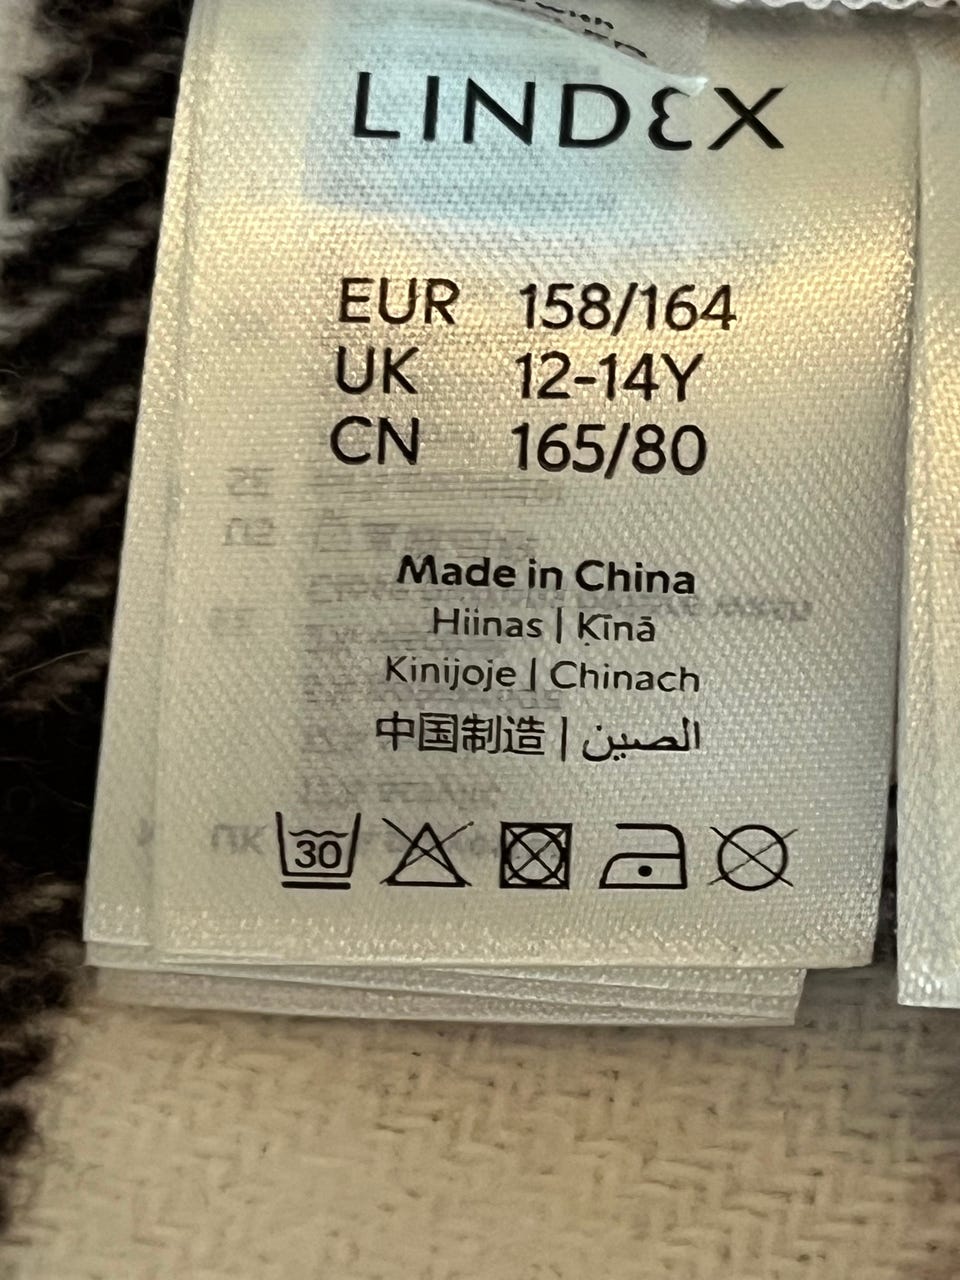 LINDEX
EUR 158/164
UK 12-14Y
CN 165/80
Made in China
Hiinas | Ķīnā
Kinijoje | Chinach
中国制造 | الصين
30